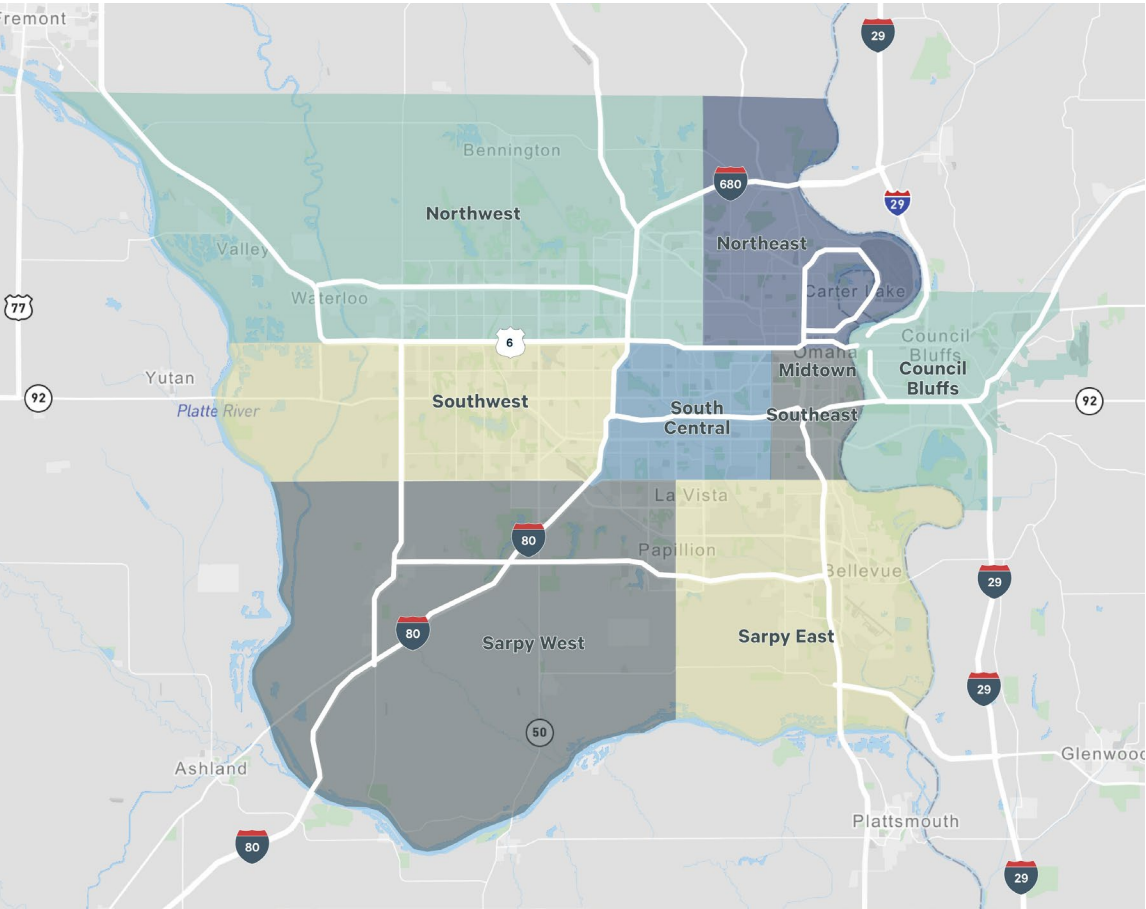 Fremont
29
Bennington
680
29
Northwest
Northeast
Valley
Waterloo
Carter Lake
77
6
Council
Bluffs
Omaha
Midtown
Council
Bluffs
Yutan
92
92
Platte River
Southwest
South
Central
Southeast
La Vista
80
Papillion
Bellevue
29
80
Sarpy West
Sarpy East
29
50
Ashland
Glenwood
Plattsmouth
80
29